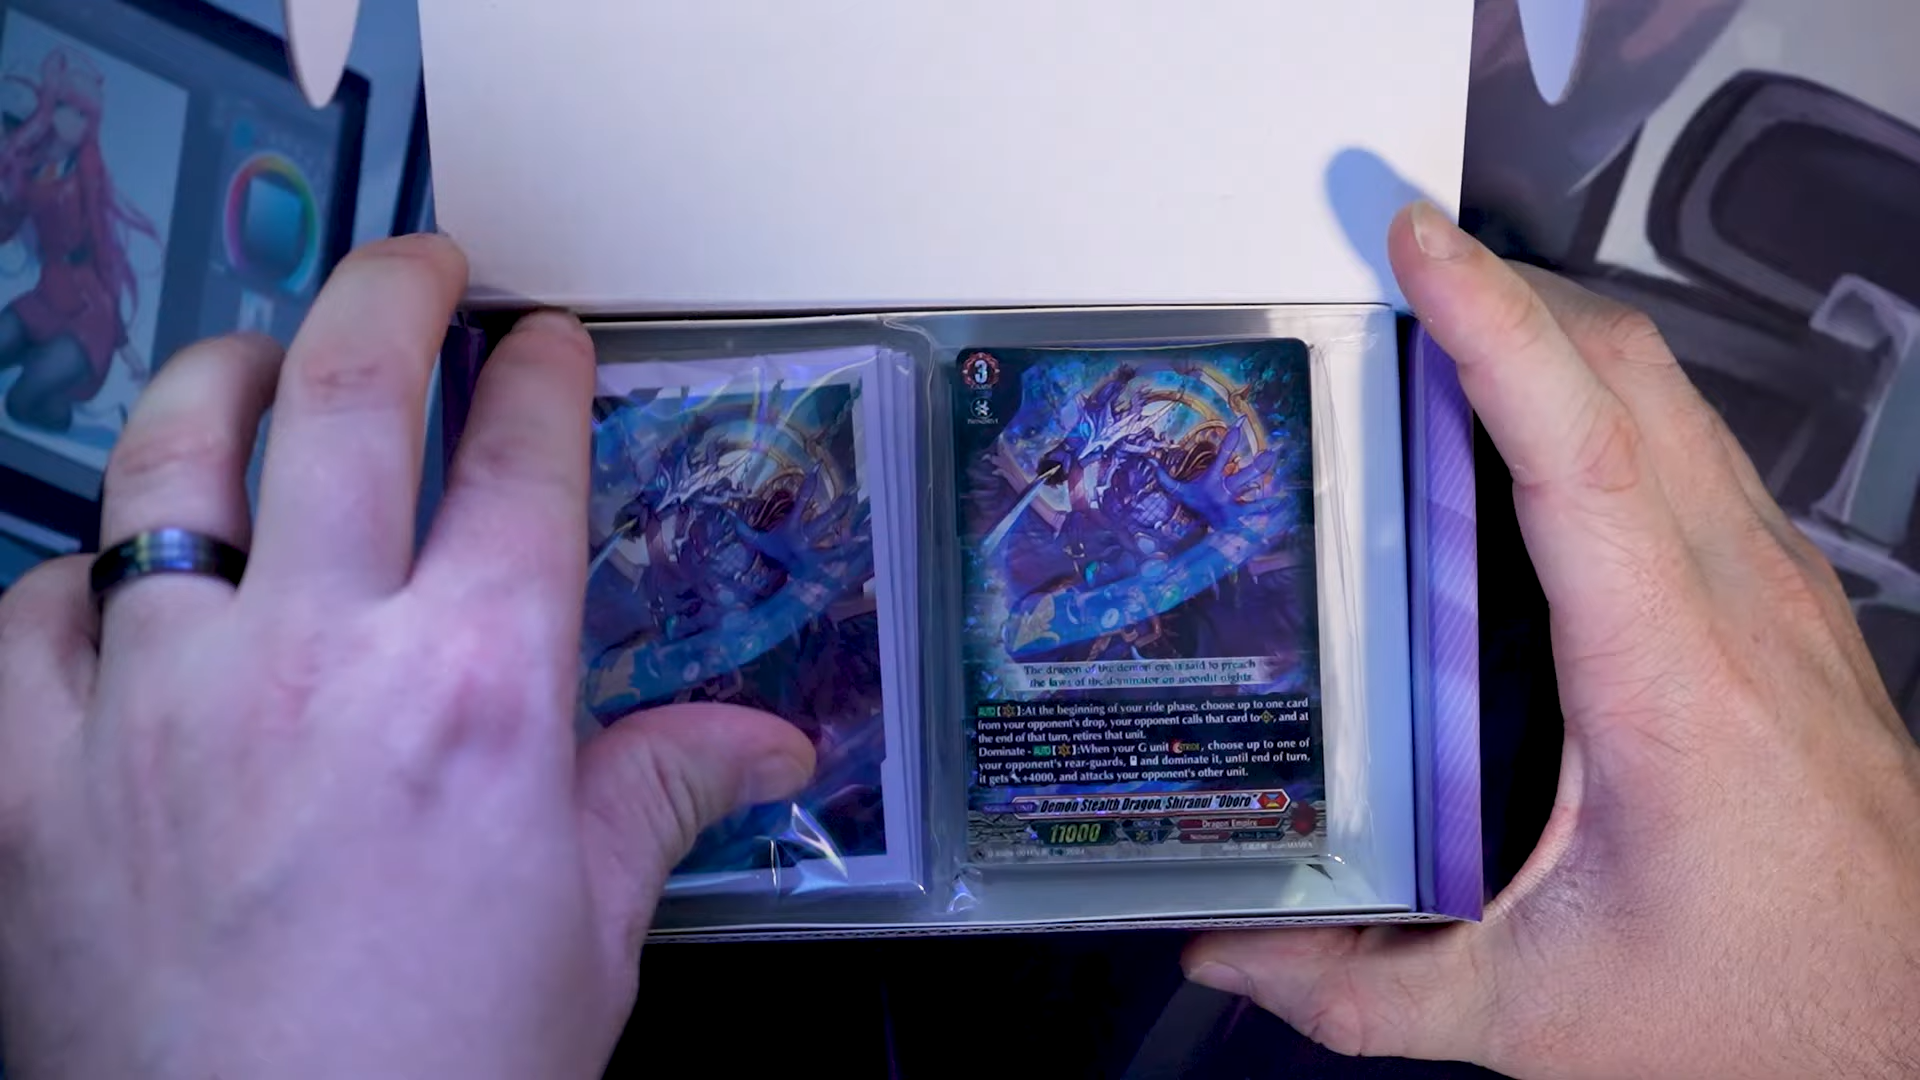 3
The dragon of the demon eye is said to preach
the laws of the dominator on moonlit nights.
AUTO【】:At the beginning of your ride phase, choose up to one card
from your opponent's drop, your opponent calls that card to, and at
the end of that turn, retires that unit.
Dominate - AUTO【】:When your G unit STRIDE, choose up to one of
your opponent's rear-guards, and dominate it, until end of turn,
it gets +4000, and attacks your opponent's other unit.
Demon Stealth Dragon, Shiranui "Oboro"
11000 CRITICAL 1 Dragon Empire